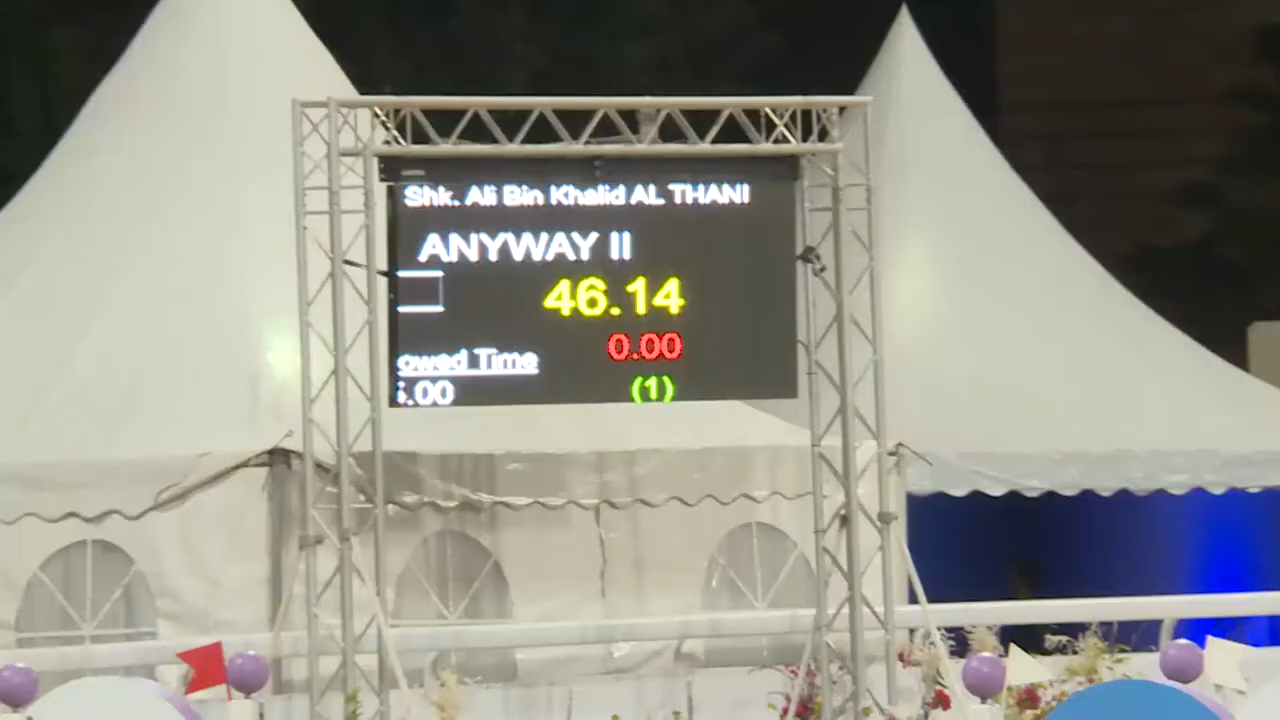 Shk. Ali Bin Khalid AL THANI
ANYWAY II
46.14
0.00
owed Time
.00
(1)